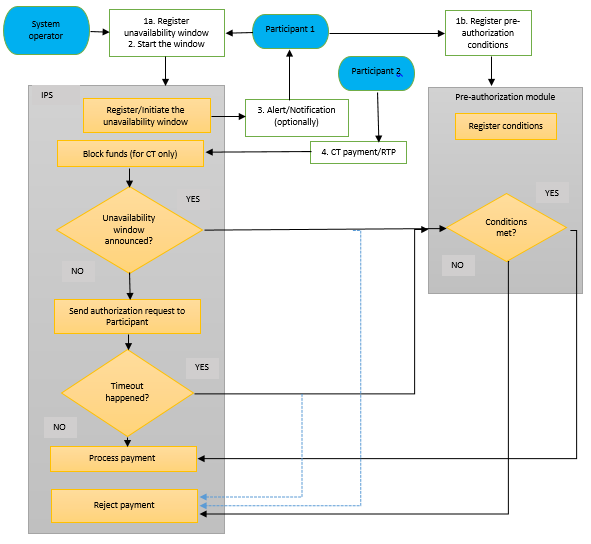 System
operator
1a. Register
unavailability window
2. Start the window
Participant 1
1b. Register pre-
authorization
conditions
Participant 2
IPS
Register/Initiate the
unavailability window
3. Alert/Notification
(optionally)
Pre-authorization module
Register conditions
Block funds (for CT only)
4. CT payment/RTP
YES
Unavailability
window
announced?
NO
YES
Conditions
met?
NO
Send authorization request to
Participant
YES
Timeout
happened?
NO
Process payment
Reject payment